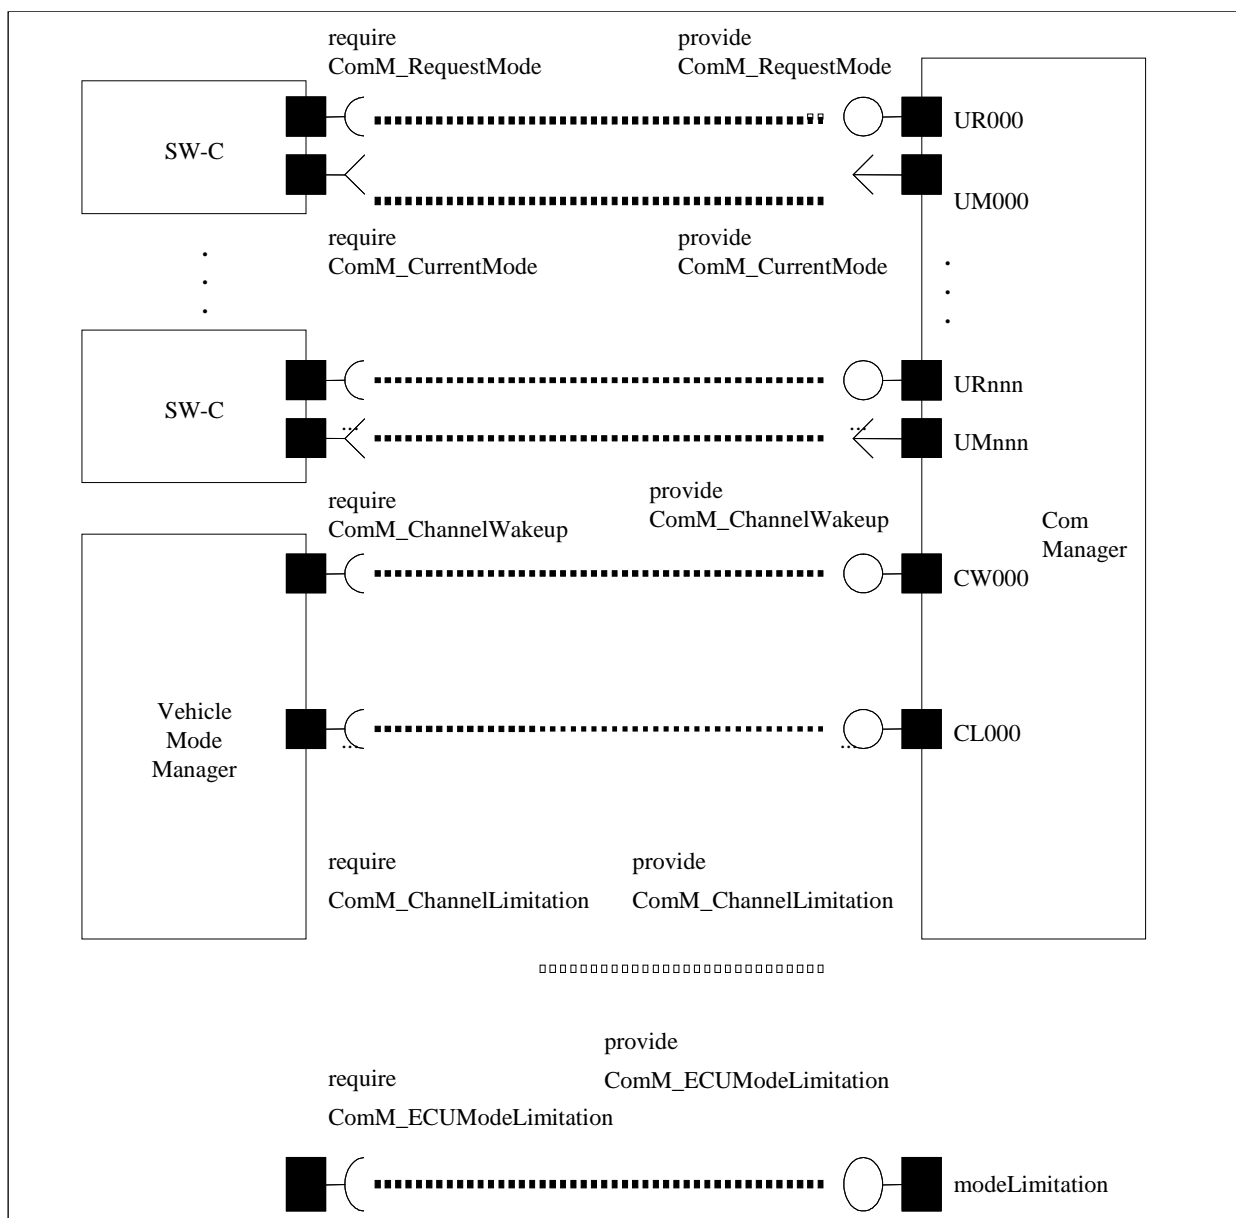 require provide
ComM_RequestMode ComM_RequestMode
UR000
SW-C
UM000
require provide
ComM_CurrentMode ComM_CurrentMode
URnnn
SW-C
... ...
UMnnn
require provide
ComM_ChannelWakeup ComM_ChannelWakeup
Com
Manager
CW000
Vehicle
Mode
Manager
CL000
... ...
require provide
ComM_ChannelLimitation ComM_ChannelLimitation
provide
ComM_ECUModeLimitation
require
ComM_ECUModeLimitation
modeLimitation